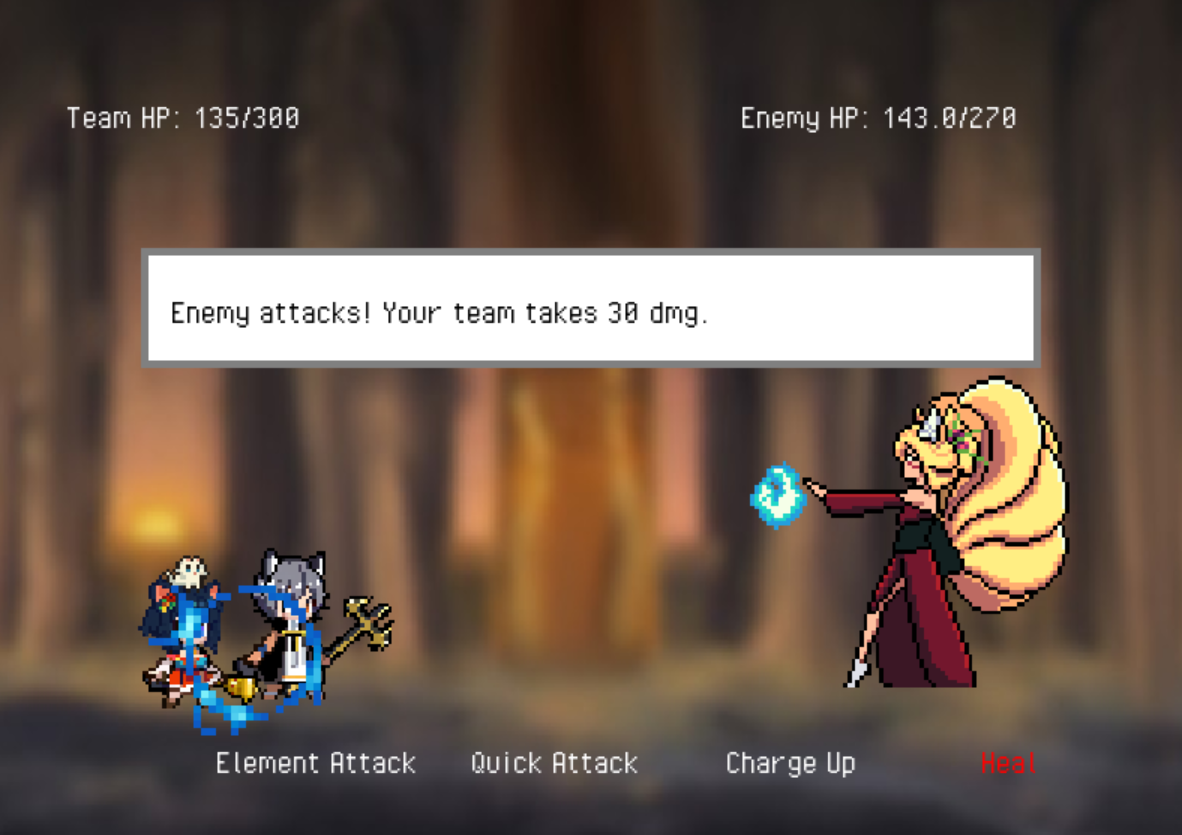 Team HP: 135/300
Enemy HP: 143.0/270
Enemy attacks! Your team takes 30 dmg.
Element Attack
Quick Attack
Charge Up
Heal